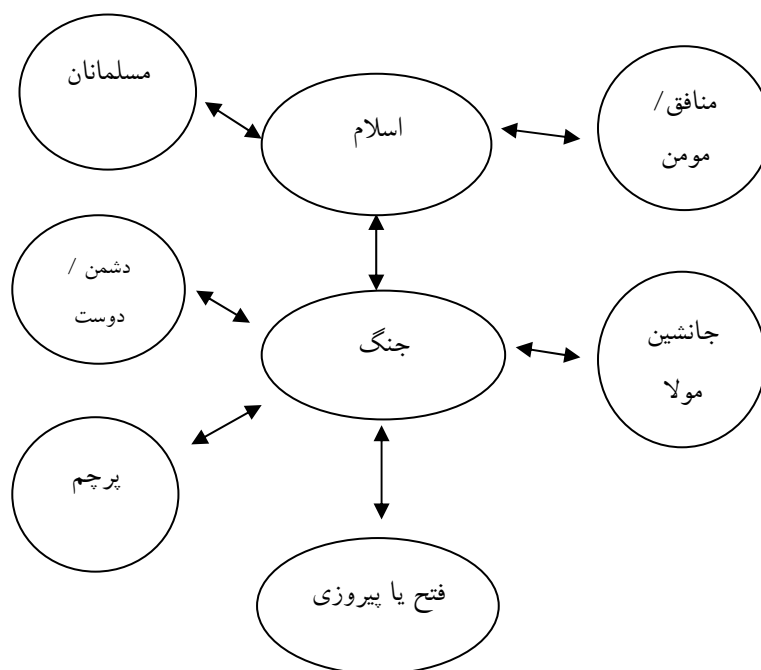 مسلمانان
اسلام
منافق/
مومن
دشمن /
دوست
جنگ
جانشین
مولا
پرچم
فتح یا پیروزی